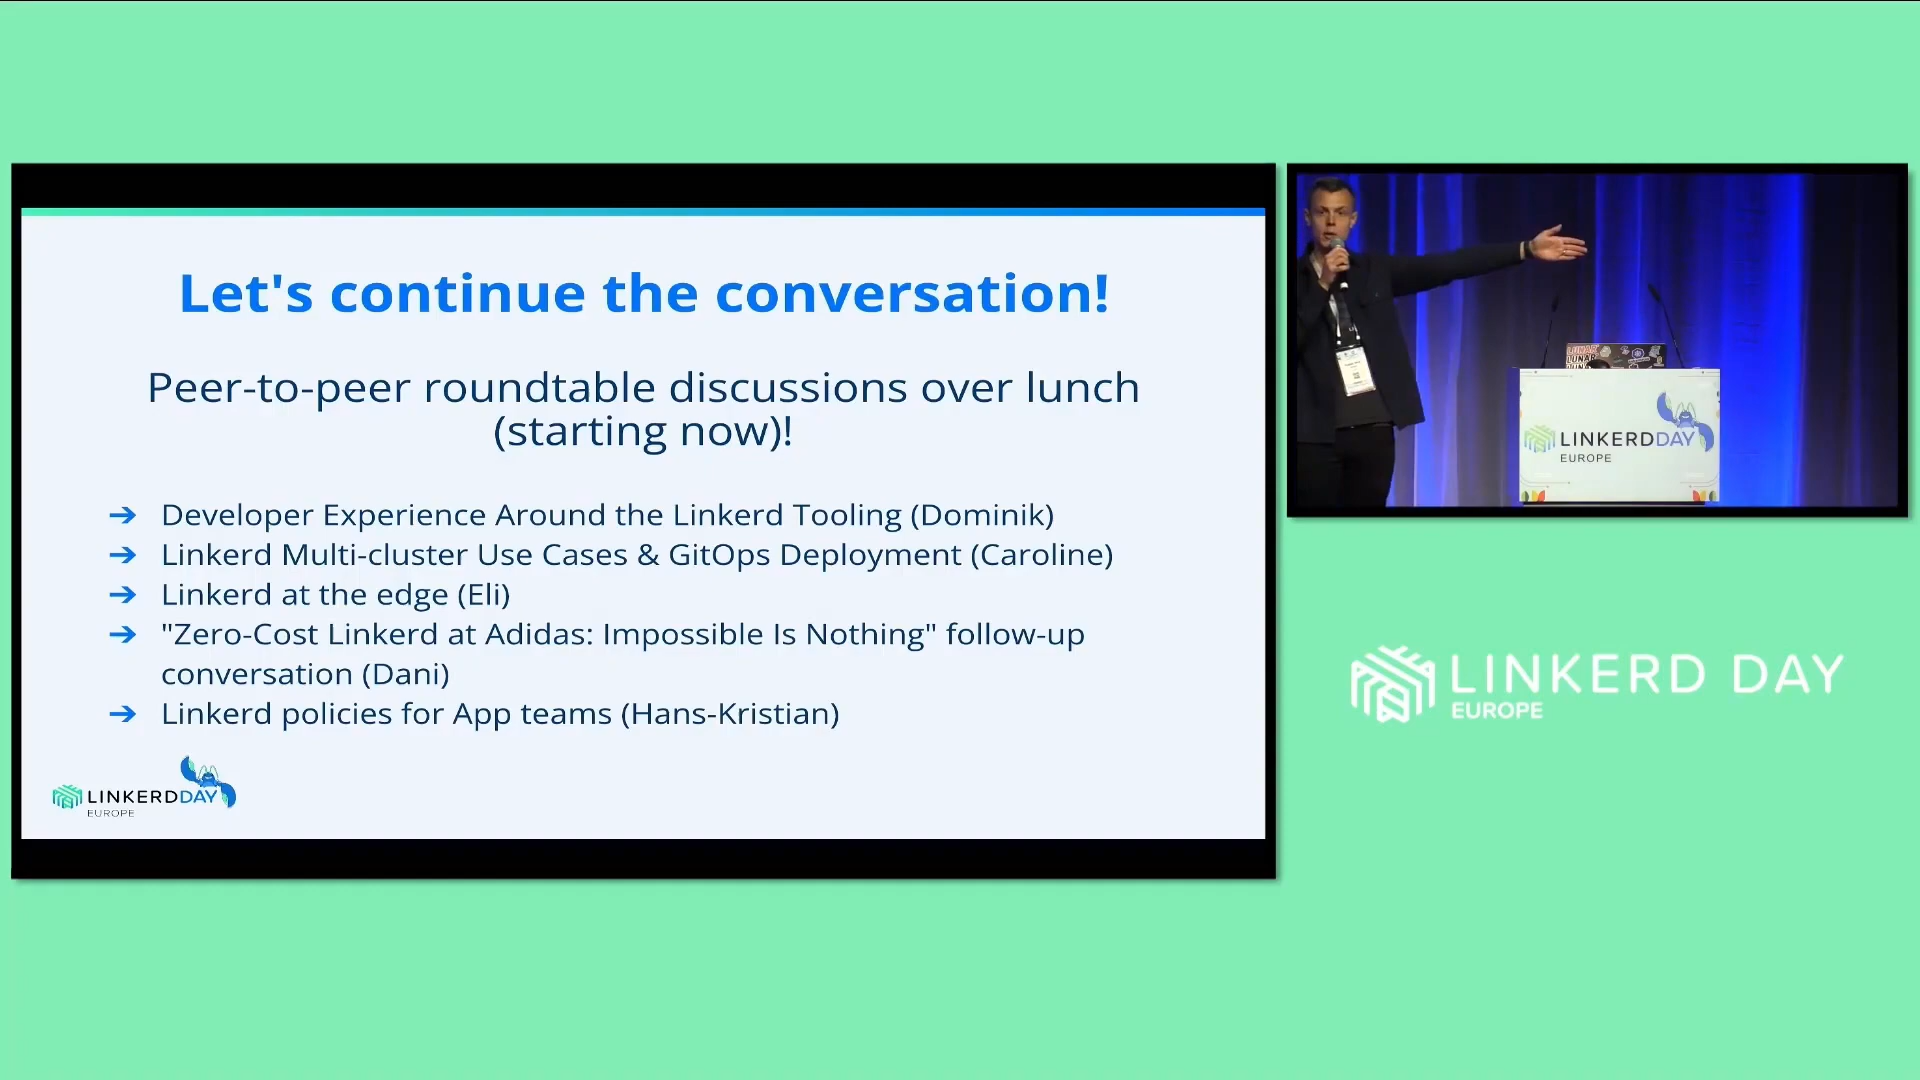 Let's continue the conversation!
Peer-to-peer roundtable discussions over lunch
(starting now)!
➔ Developer Experience Around the Linkerd Tooling (Dominik)
➔ Linkerd Multi-cluster Use Cases & GitOps Deployment (Caroline)
➔ Linkerd at the edge (Eli)
➔ "Zero-Cost Linkerd at Adidas: Impossible Is Nothing" follow-up
conversation (Dani)
➔ Linkerd policies for App teams (Hans-Kristian)
LINKERDDAY
EUROPE
LUNAR
LUNAR
LINKERDDAY
EUROPE
LINKERD DAY
EUROPE